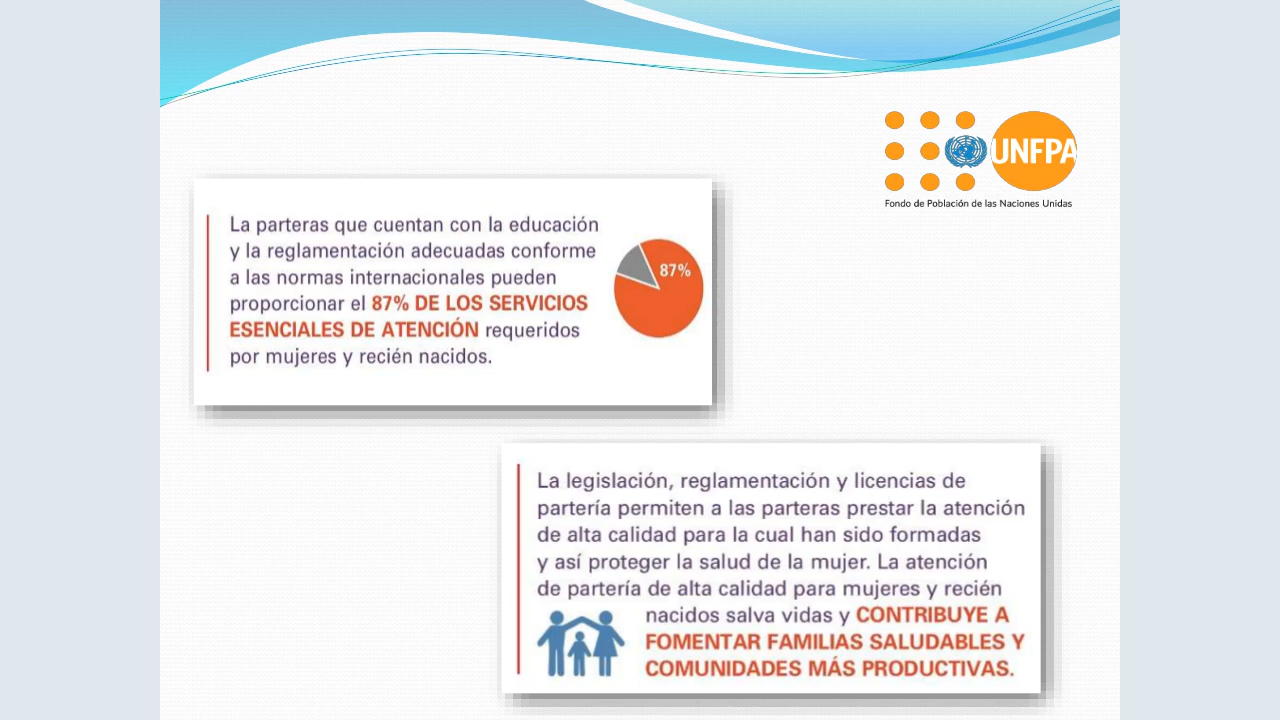 UNFPA
Fondo de Población de las Naciones Unidas
La parteras que cuentan con la educación
y la reglamentación adecuadas conforme
a las normas internacionales pueden
proporcionar el 87% DE LOS SERVICIOS
ESENCIALES DE ATENCIÓN requeridos
por mujeres y recién nacidos.
87%
La legislación, reglamentación y licencias de
partería permiten a las parteras prestar la atención
de alta calidad para la cual han sido formadas
y así proteger la salud de la mujer. La atención
de partería de alta calidad para mujeres y recién
nacidos salva vidas y CONTRIBUYE A
FOMENTAR FAMILIAS SALUDABLES Y
COMUNIDADES MÁS PRODUCTIVAS.